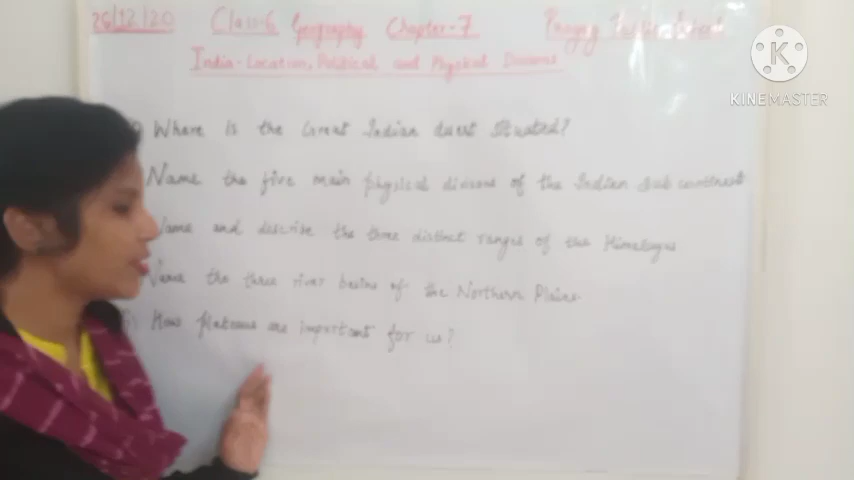 26/12/20 Class-6 Geography Chapter-7 Public School
India-Location, Political and Physical Divisions
KINEMASTER
Where is the Great Indian desert situated?
Name the five main physical divisions of the Indian sub continent
Name and describe the three distinct ranges of the Himalayas
Name the three river basins of the Northern Plains
How plateaus are important for us?